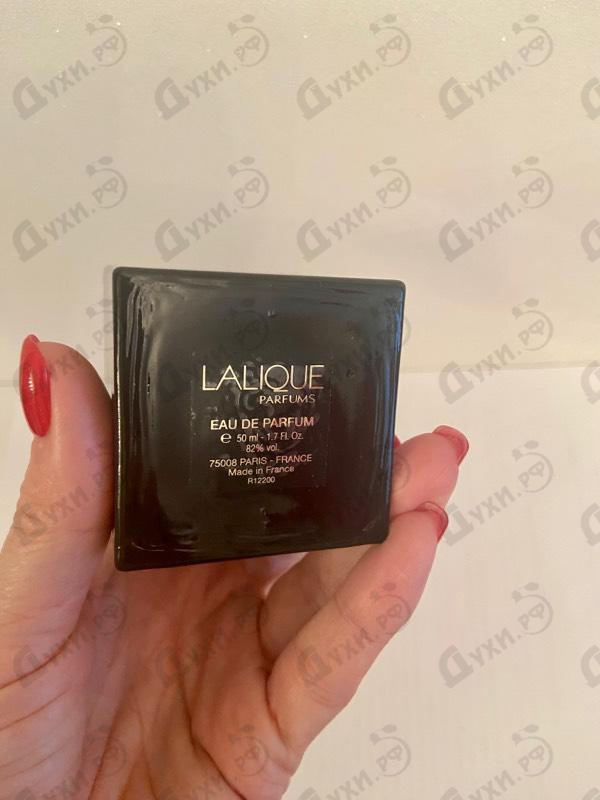 LALIQUE
PARFUMS
EAU DE PARFUM
℮ 50 ml - 1.7 Fl. Oz.
82% vol.
75008 PARIS - FRANCE
Made in France
R12200
Духи.РФ